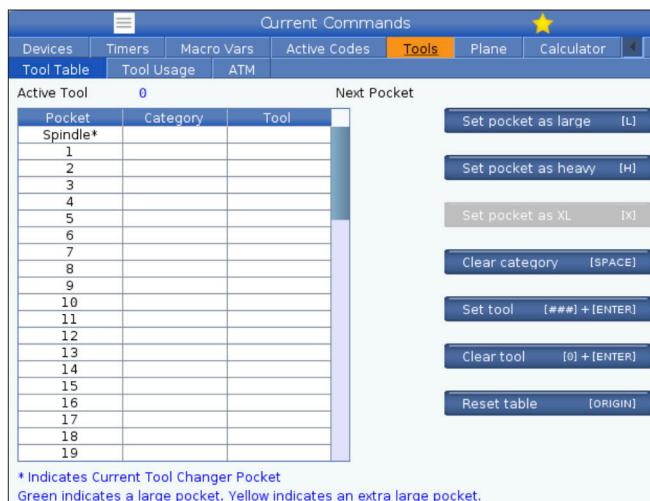 Current Commands
Devices Timers Macro Vars Active Codes Tools Plane Calculator
Tool Table Tool Usage ATM
Active Tool 0 Next Pocket
Pocket Category Tool
Spindle*
1
2
3
4
5
6
7
8
9
10
11
12
13
14
15
16
17
18
19
Set pocket as large [L]
Set pocket as heavy [H]
Set pocket as XL [X]
Clear category [SPACE]
Set tool [###] + [ENTER]
Clear tool [0] + [ENTER]
Reset table [ORIGIN]
* Indicates Current Tool Changer Pocket
Green indicates a large pocket. Yellow indicates an extra large pocket.